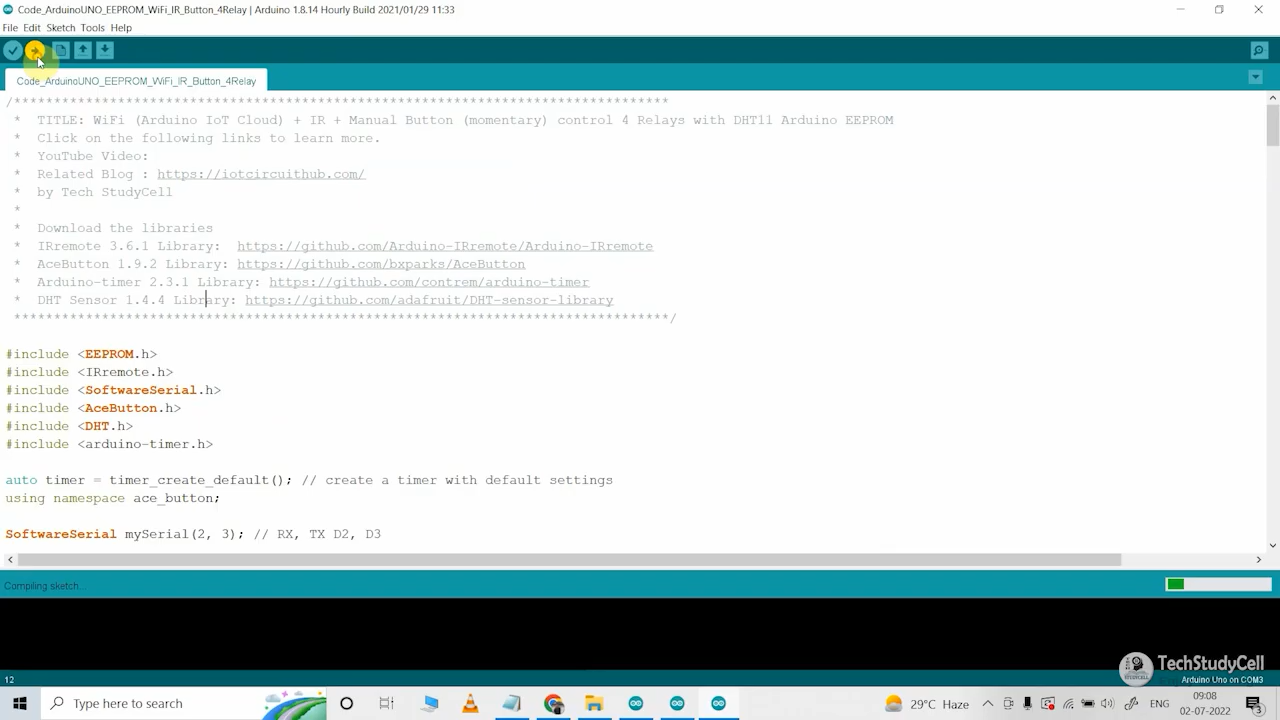 Code_ArduinoUNO_EEPROM_WiFi_IR_Button_4Relay | Arduino 1.8.14 Hourly Build 2021/01/29 11:33
File Edit Sketch Tools Help
Code_ArduinoUNO_EEPROM_WiFi_IR_Button_4Relay
/**********************************************************************************
* TITLE: WiFi (Arduino IoT Cloud) + IR + Manual Button (momentary) control 4 Relays with DHT11 Arduino EEPROM
* Click on the following links to learn more.
* YouTube Video:
* Related Blog : https://iotcircuithub.com/
* by Tech StudyCell
*
* Download the libraries
* IRremote 3.6.1 Library:  https://github.com/Arduino-IRremote/Arduino-IRremote
* AceButton 1.9.2 Library: https://github.com/bxparks/AceButton
* Arduino-timer 2.3.1 Library: https://github.com/contrem/arduino-timer
* DHT Sensor 1.4.4 Library: https://github.com/adafruit/DHT-sensor-library
**********************************************************************************/
#include <EEPROM.h>
#include <IRremote.h>
#include <SoftwareSerial.h>
#include <AceButton.h>
#include <DHT.h>
#include <arduino-timer.h>
auto timer = timer_create_default(); // create a timer with default settings
using namespace ace_button;
SoftwareSerial mySerial(2, 3); // RX, TX D2, D3
Compiling sketch...
TechStudyCell
12
Arduino Uno on COM3
Type here to search
29°C Haze
ENG
09:08
02-07-2022
3